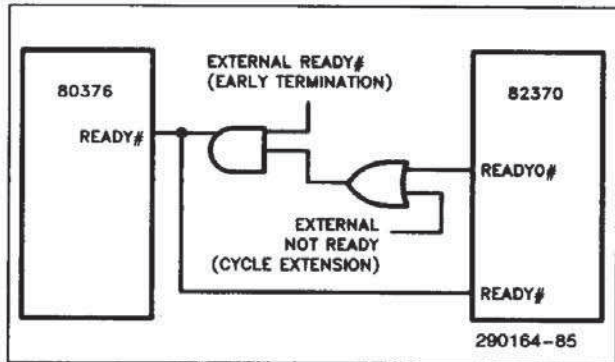 EXTERNAL READY#
(EARLY TERMINATION)
80376
82370
READY#
READYO#
EXTERNAL
NOT READY
(CYCLE EXTENSION)
READY#
290164-85